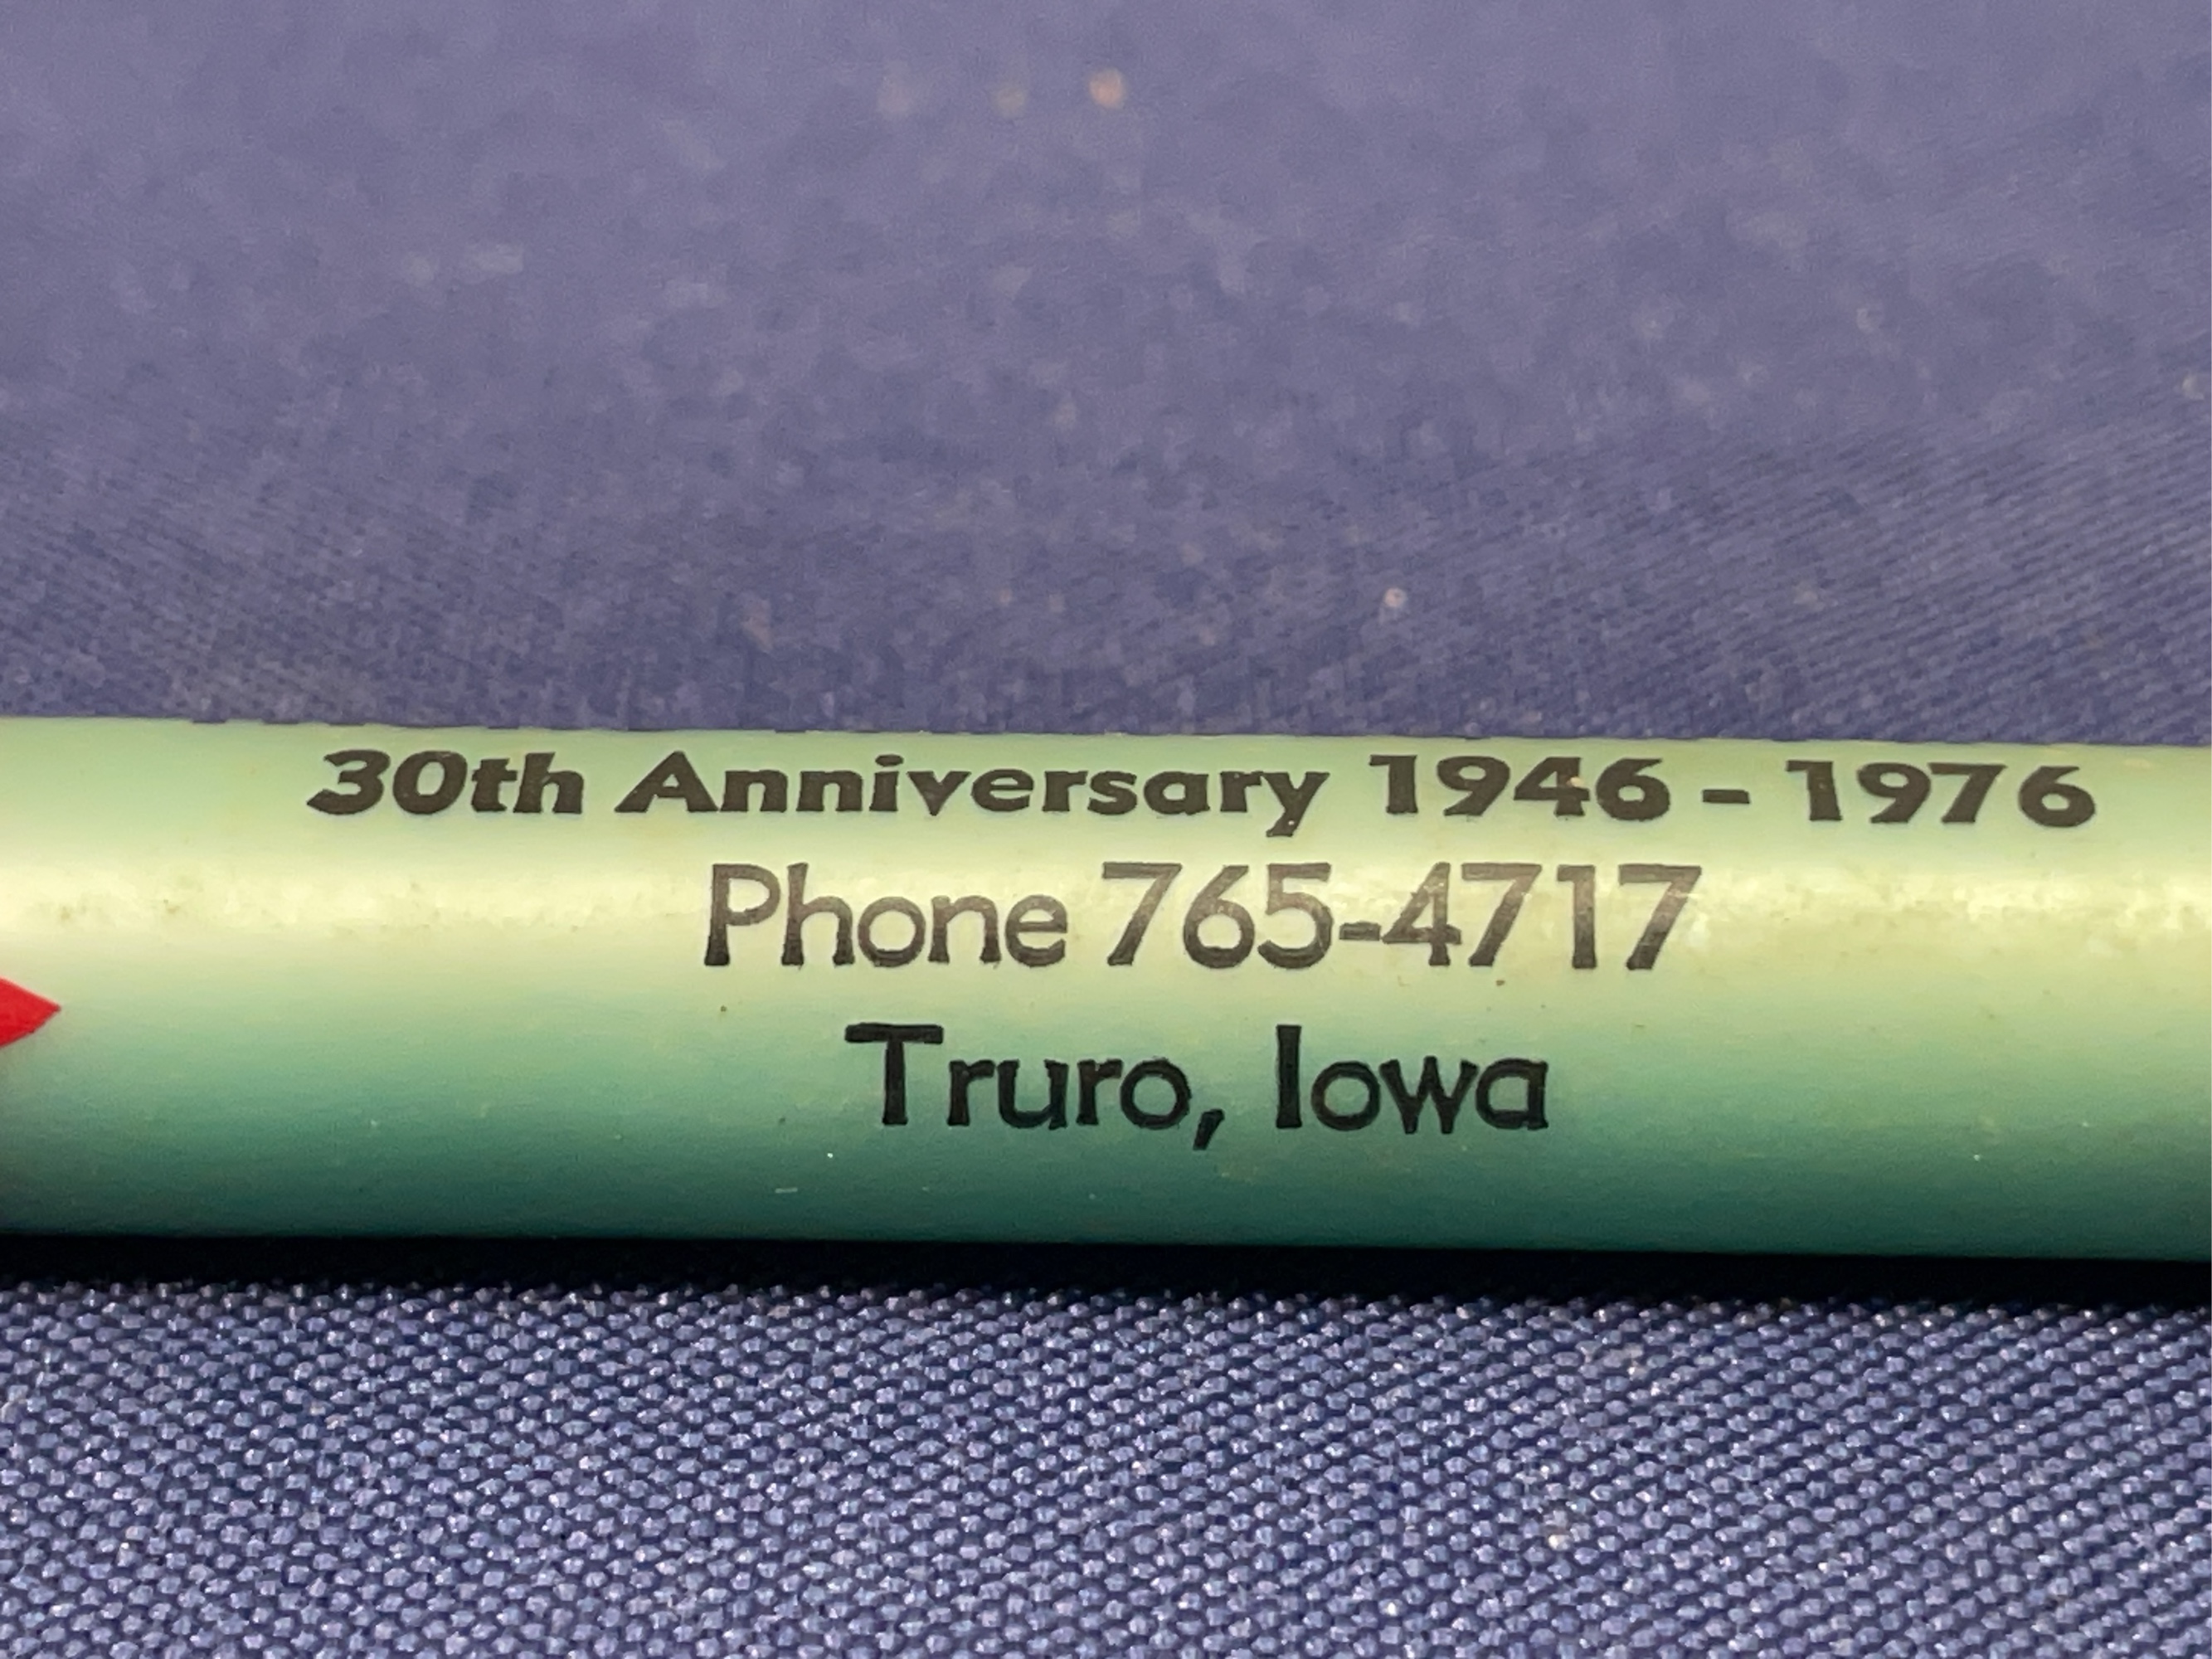 30th Anniversary 1946 - 1976
Phone 765-4717
Truro, Iowa